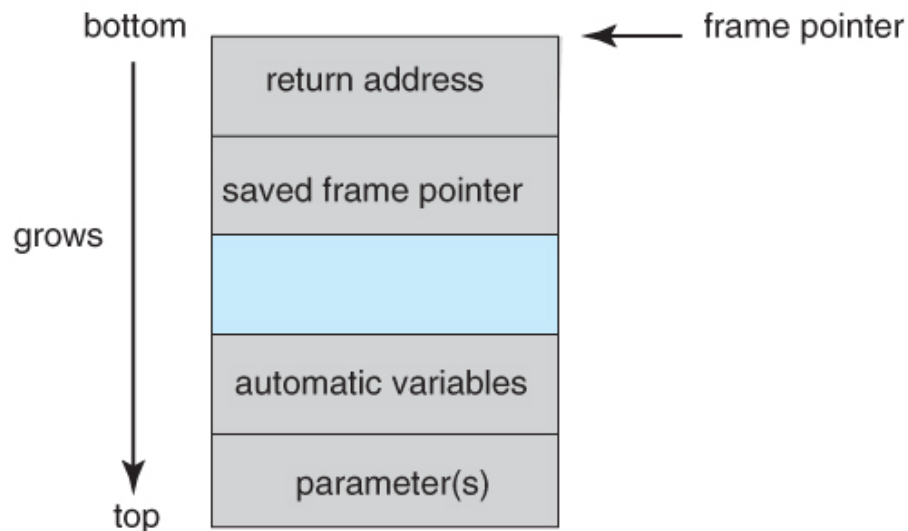 bottom
frame pointer
return address
saved frame pointer
grows
automatic variables
parameter(s)
top